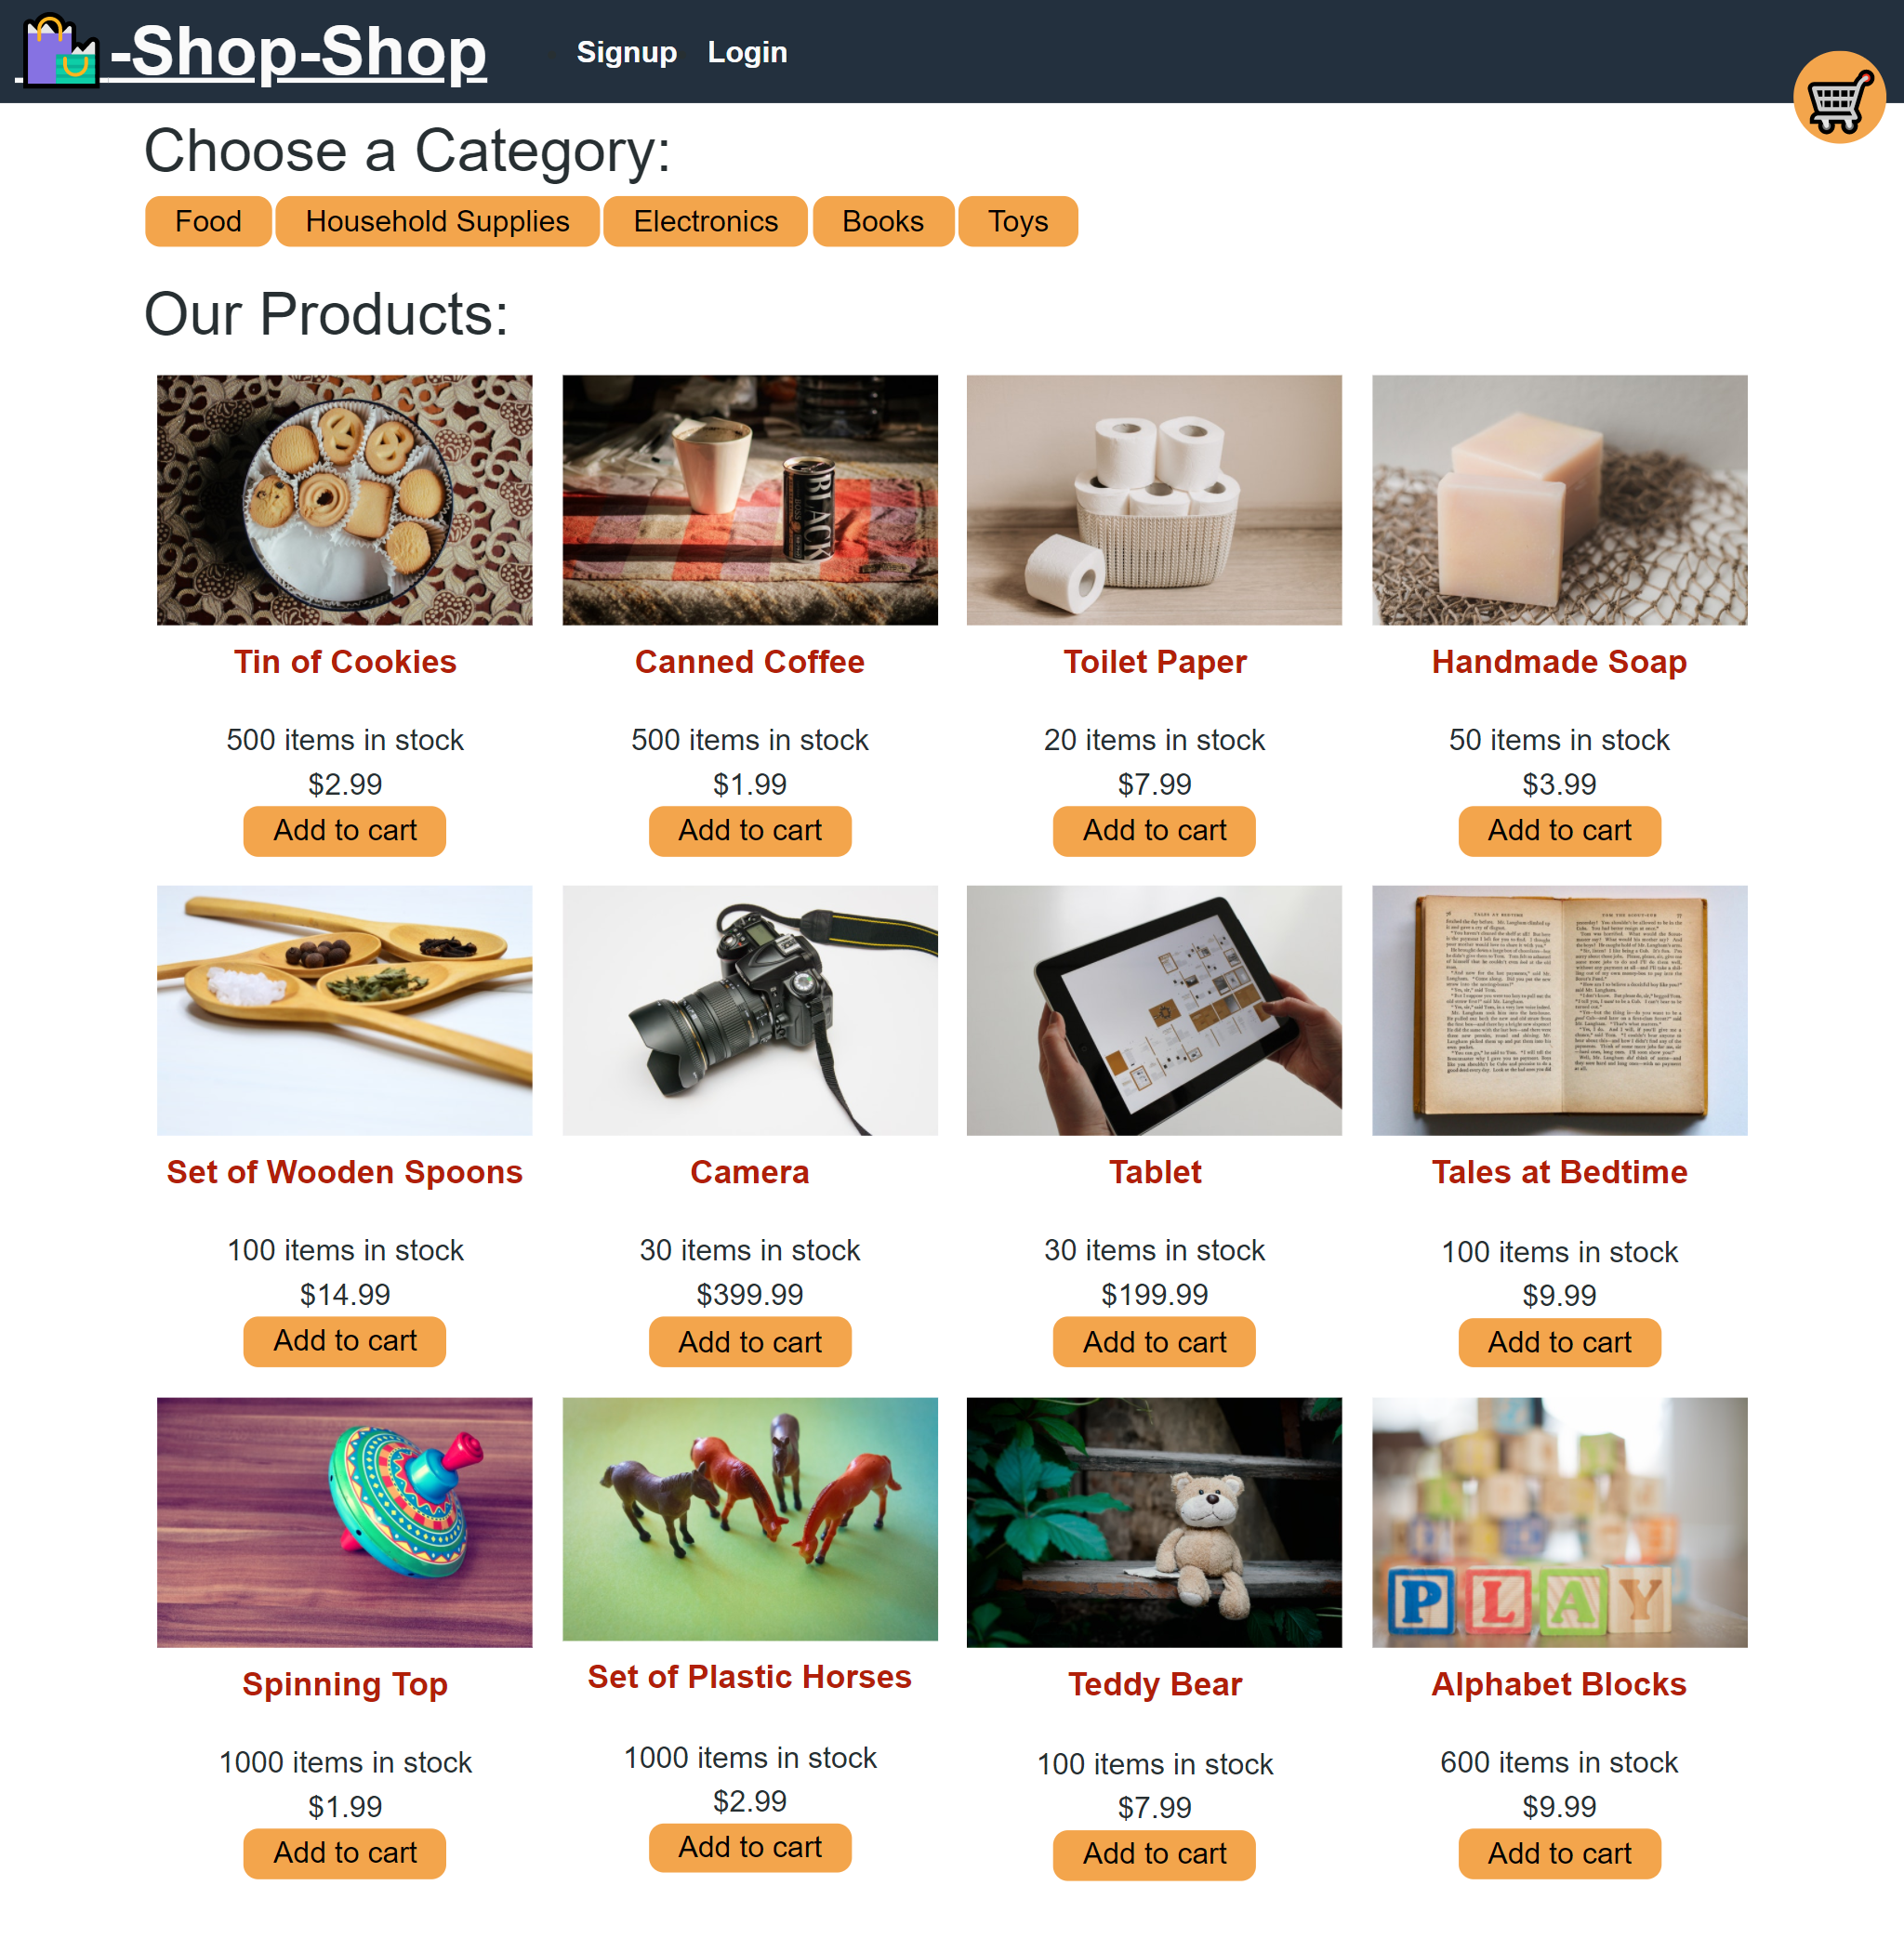 -Shop-Shop
Signup Login
Choose a Category:
Food Household Supplies Electronics Books Toys
Our Products:
BLACK
BOSS
Tin of Cookies Canned Coffee Toilet Paper Handmade Soap
500 items in stock 500 items in stock 20 items in stock 50 items in stock
$2.99 $1.99 $7.99 $3.99
Add to cart Add to cart Add to cart Add to cart
TALES AT BEDTIME
Set of Wooden Spoons Camera Tablet Tales at Bedtime
100 items in stock 30 items in stock 30 items in stock 100 items in stock
$14.99 $399.99 $199.99 $9.99
Add to cart Add to cart Add to cart Add to cart
PLAY
Spinning Top Set of Plastic Horses Teddy Bear Alphabet Blocks
1000 items in stock 1000 items in stock 100 items in stock 600 items in stock
$1.99 $2.99 $7.99 $9.99
Add to cart Add to cart Add to cart Add to cart